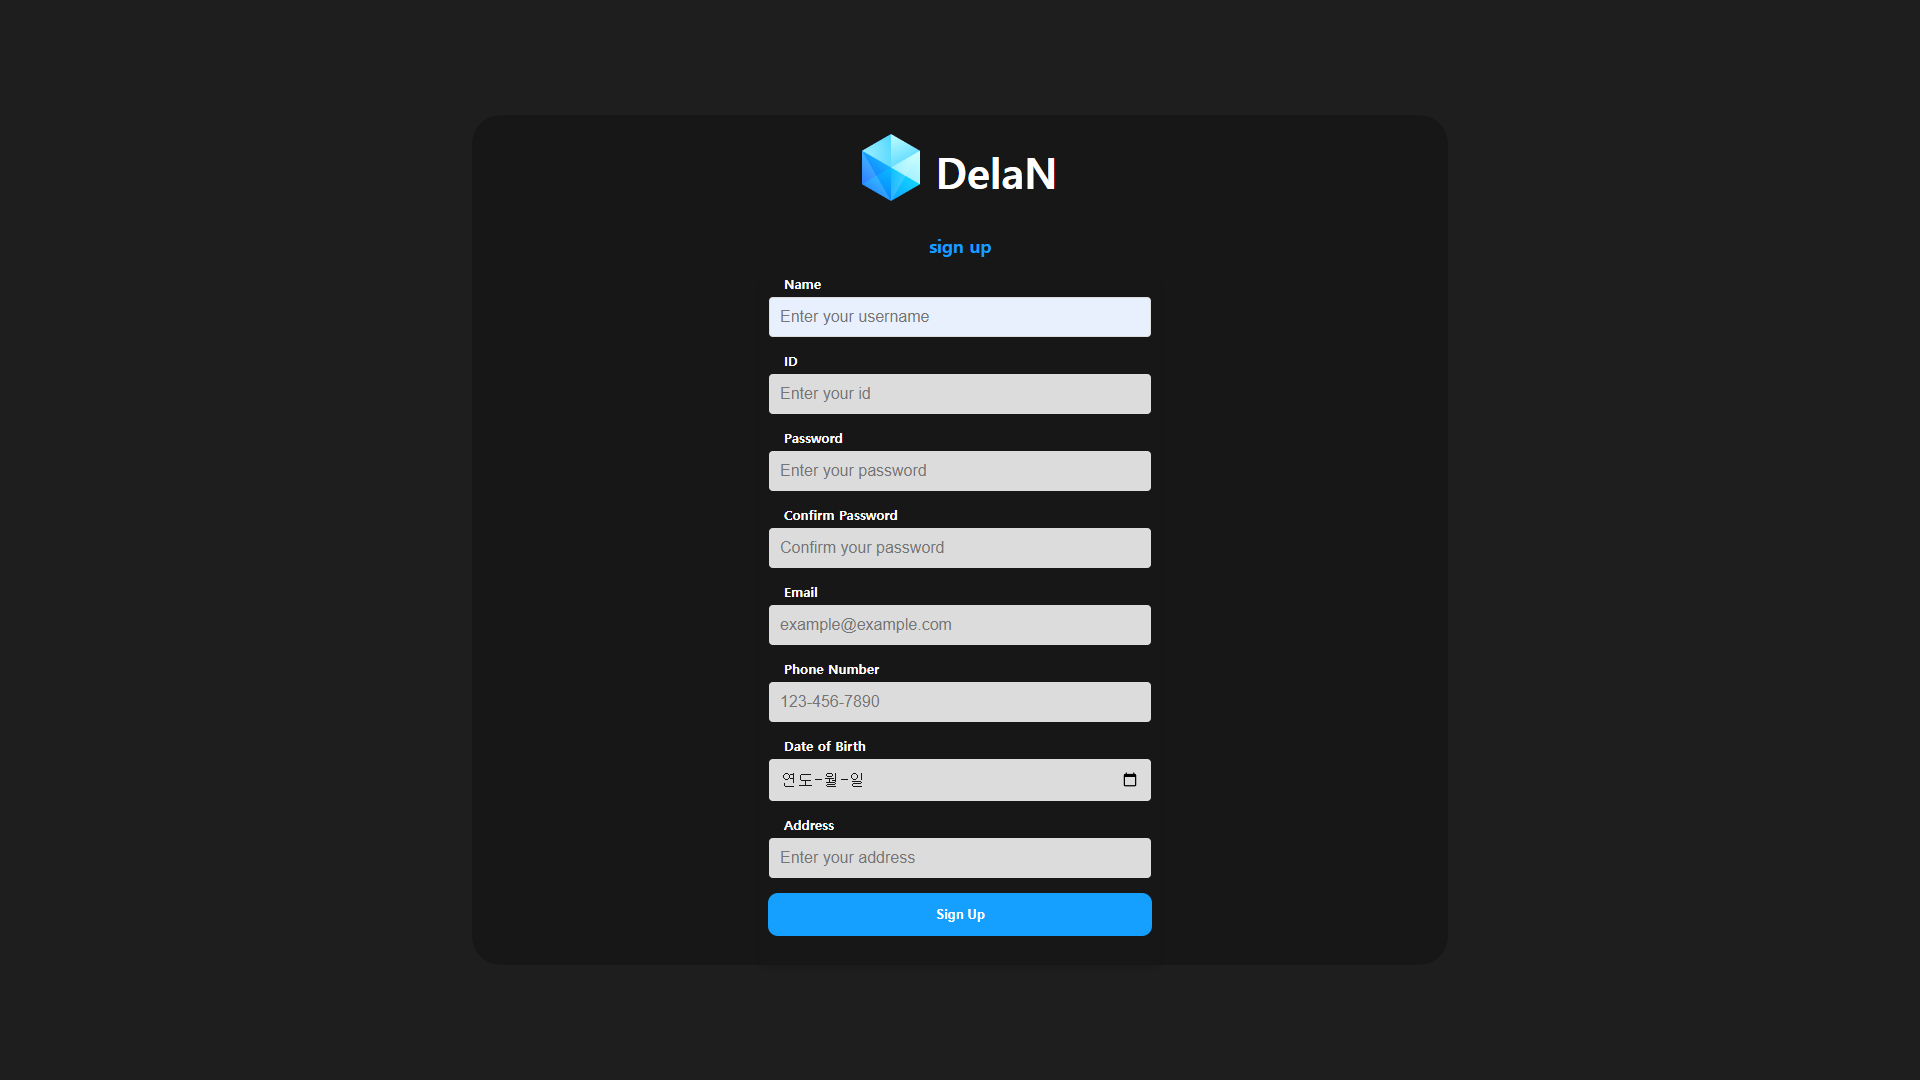 DelaN
sign up
Name
Enter your username
ID
Enter your id
Password
Enter your password
Confirm Password
Confirm your password
Email
example@example.com
Phone Number
123-456-7890
Date of Birth
연도-월-일
Address
Enter your address
Sign Up